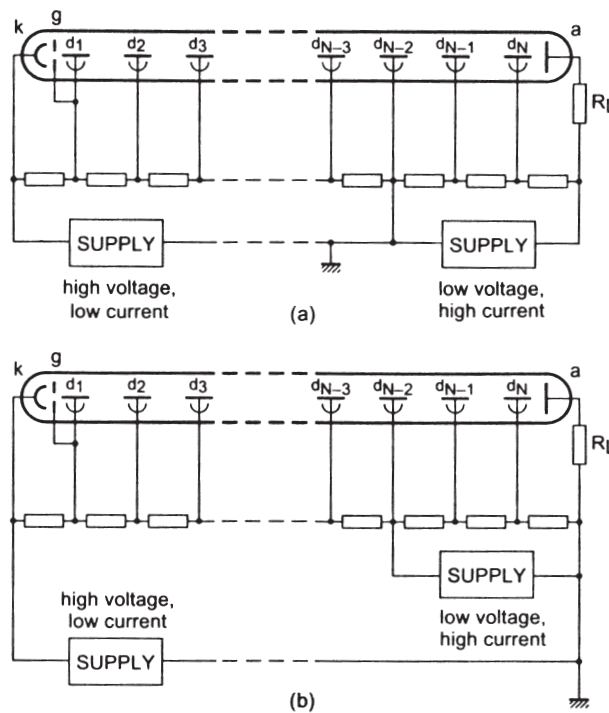 k g d1 d2 d3 dN–3 dN–2 dN–1 dN a
RL
SUPPLY SUPPLY
high voltage, low voltage,
low current high current
(a)
k g d1 d2 d3 dN–3 dN–2 dN–1 dN a
RL
SUPPLY
high voltage, low voltage,
low current high current
SUPPLY
(b)